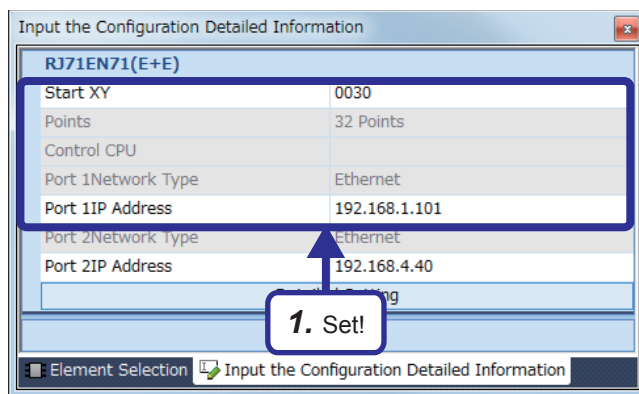 Input the Configuration Detailed Information
x
RJ71EN71(E+E)
Start XY 0030
Points 32 Points
Control CPU
Port 1Network Type Ethernet
Port 1IP Address 192.168.1.101
Port 2Network Type Ethernet
Port 2IP Address 192.168.4.40
1. Set!
Element Selection Input the Configuration Detailed Information